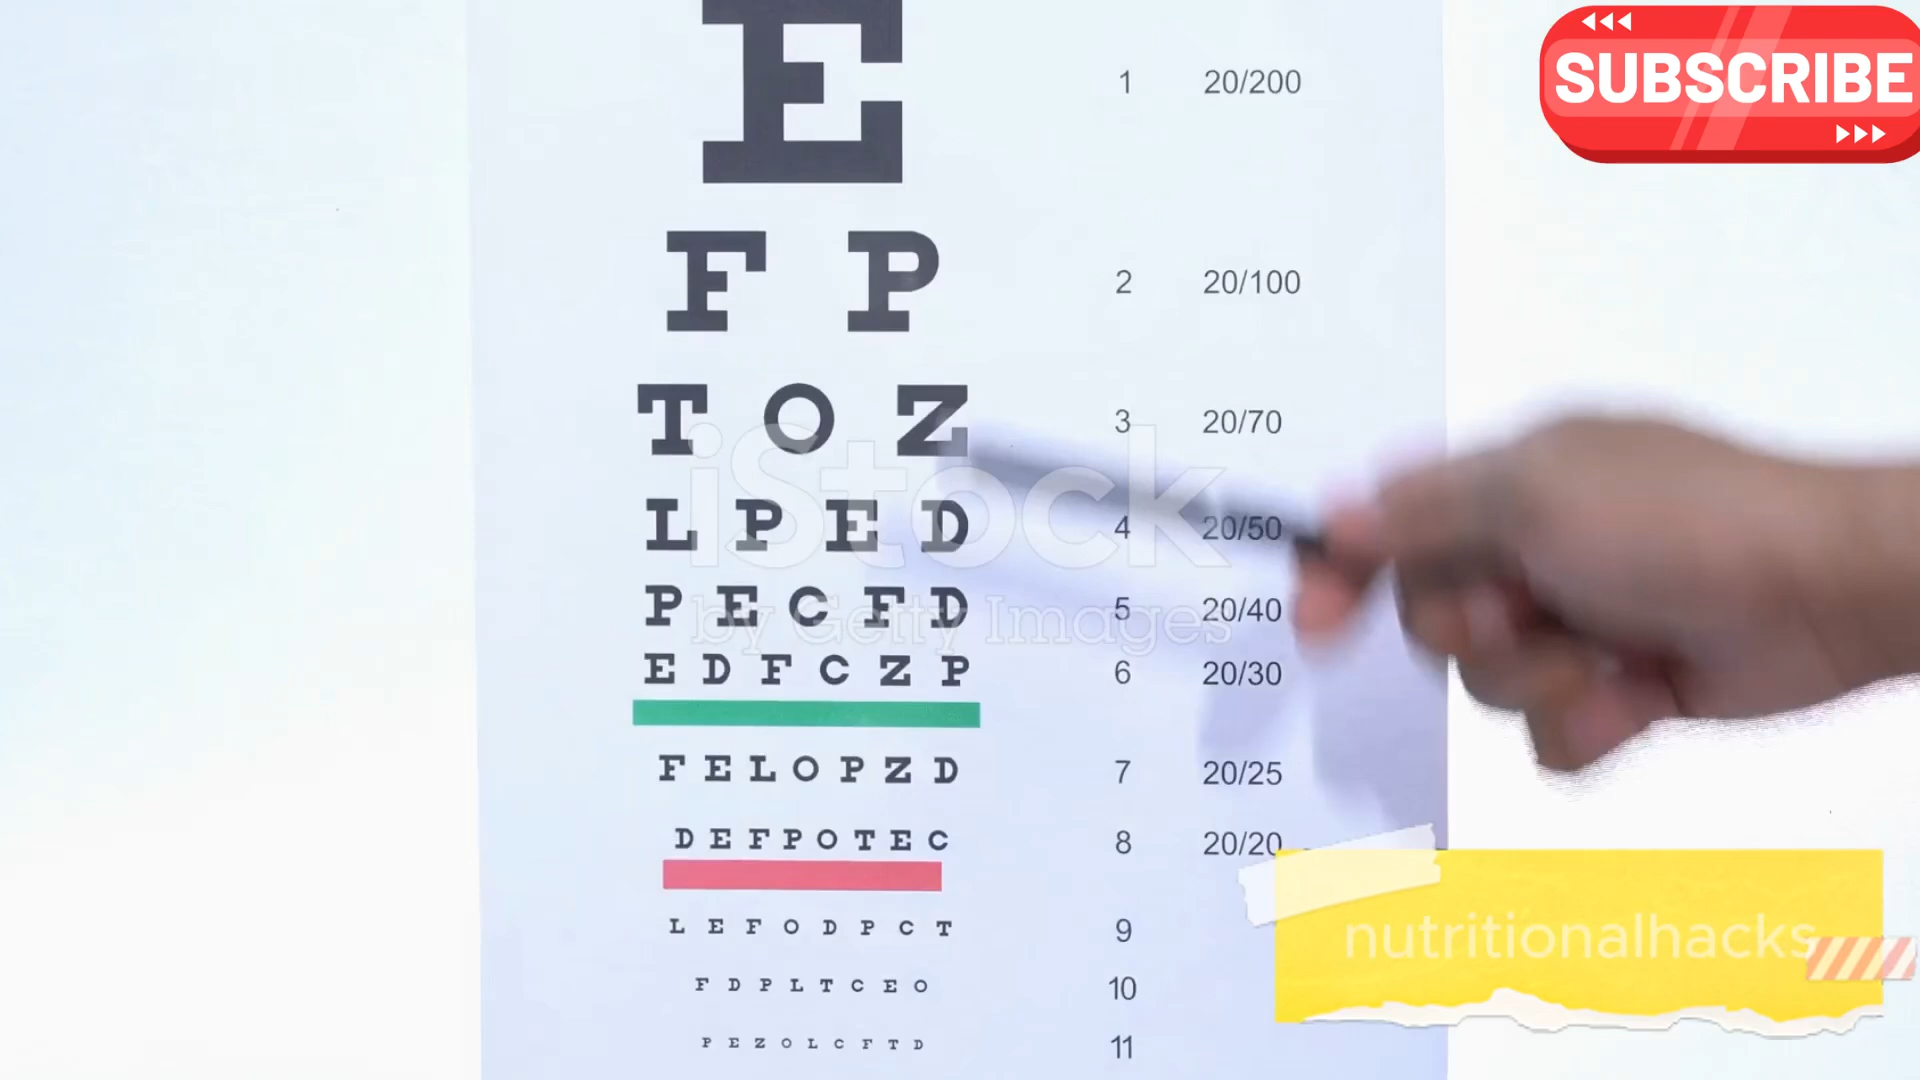 SUBSCRIBE
E 1 20/200
F P 2 20/100
T O Z 3 20/70
L P E D 4 20/50
P E C F D 5 20/40
E D F C Z P 6 20/30
F E L O P Z D 7 20/25
D E F P O T E C 8 20/20
L E F O D P C T 9
F D P L T C E O 10
P E Z O L C F T D 11
iStock
by Getty Images
nutritionalhacks